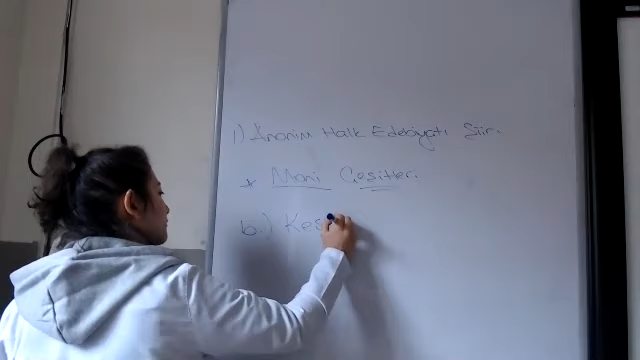 1) Anonim Halk Edebiyatı Şiiri
* Mani Çeşitleri
b.) Kes